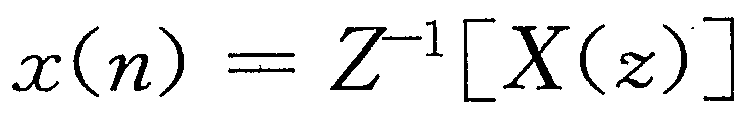 x(n) = Z⁻¹[X(z)]